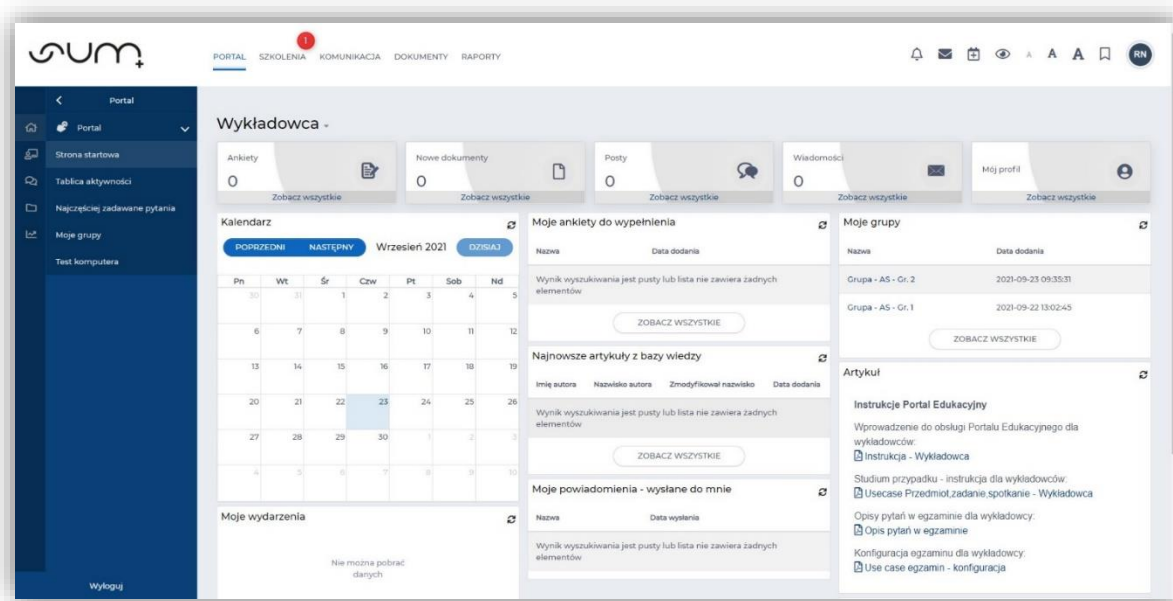 sum+
PORTAL SZKOLENIA 1 KOMUNIKACJA DOKUMENTY RAPORTY
A A A RN
Portal
Portal
Strona startowa
Tablica aktywności
Najczęściej zadawane pytania
Moje grupy
Test komputera
Wyloguj
Wykładowca
Ankiety
0
Zobacz wszystkie
Nowe dokumenty
0
Zobacz wszystkie
Posty
0
Zobacz wszystkie
Wiadomości
0
Zobacz wszystkie
Mój profil
Zobacz wszystkie
Kalendarz
POPRZEDNI NASTĘPNY Wrzesień 2021 DZISIAJ
Pn Wt Śr Czw Pt Sob Nd
30 31 1 2 3 4 5
6 7 8 9 10 11 12
13 14 15 16 17 18 19
20 21 22 23 24 25 26
27 28 29 30 1 2 3
4 5 6 7 8 9 10
Moje wydarzenia
Nie można pobrać
danych
Moje ankiety do wypełnienia
Nazwa Data dodania
Wynik wyszukiwania jest pusty lub lista nie zawiera żadnych
elementów
ZOBACZ WSZYSTKIE
Najnowsze artykuły z bazy wiedzy
Imię autora Nazwisko autora Zmodyfikował nazwisko Data dodania
Wynik wyszukiwania jest pusty lub lista nie zawiera żadnych
elementów
ZOBACZ WSZYSTKIE
Moje powiadomienia - wysłane do mnie
Nazwa Data wysłania
Wynik wyszukiwania jest pusty lub lista nie zawiera żadnych
elementów
Moje grupy
Nazwa Data dodania
Grupa - AS - Gr. 2 2021-09-23 09:35:31
Grupa - AS - Gr. 1 2021-09-22 13:02:45
ZOBACZ WSZYSTKIE
Artykuł
Instrukcje Portal Edukacyjny
Wprowadzenie do obsługi Portalu Edukacyjnego dla
wykładowców:
Instrukcja - Wykładowca
Studium przypadku - instrukcja dla wykładowców:
Usecase Przedmiot,zadanie,spotkanie - Wykładowca
Opisy pytań w egzaminie dla wykładowcy:
Opis pytań w egzaminie
Konfiguracja egzaminu dla wykładowcy:
Use case egzamin - konfiguracja